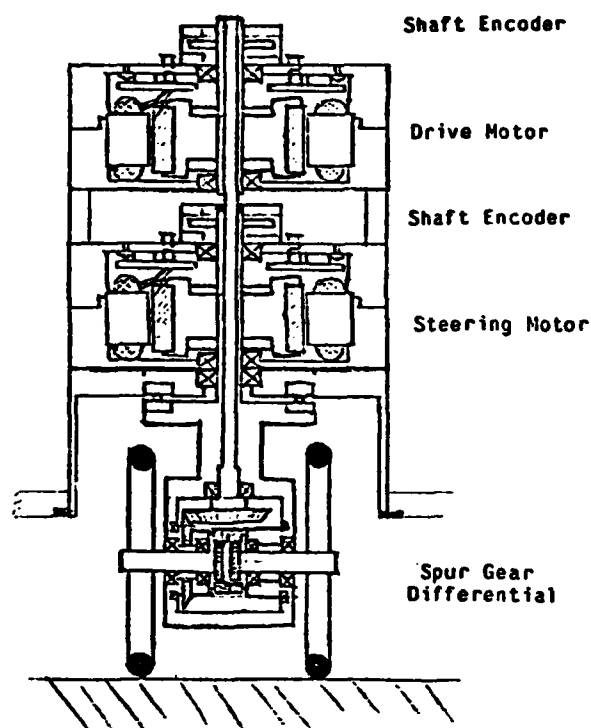 Shaft Encoder
Drive Motor
Shaft Encoder
Steering Motor
Spur Gear
Differential